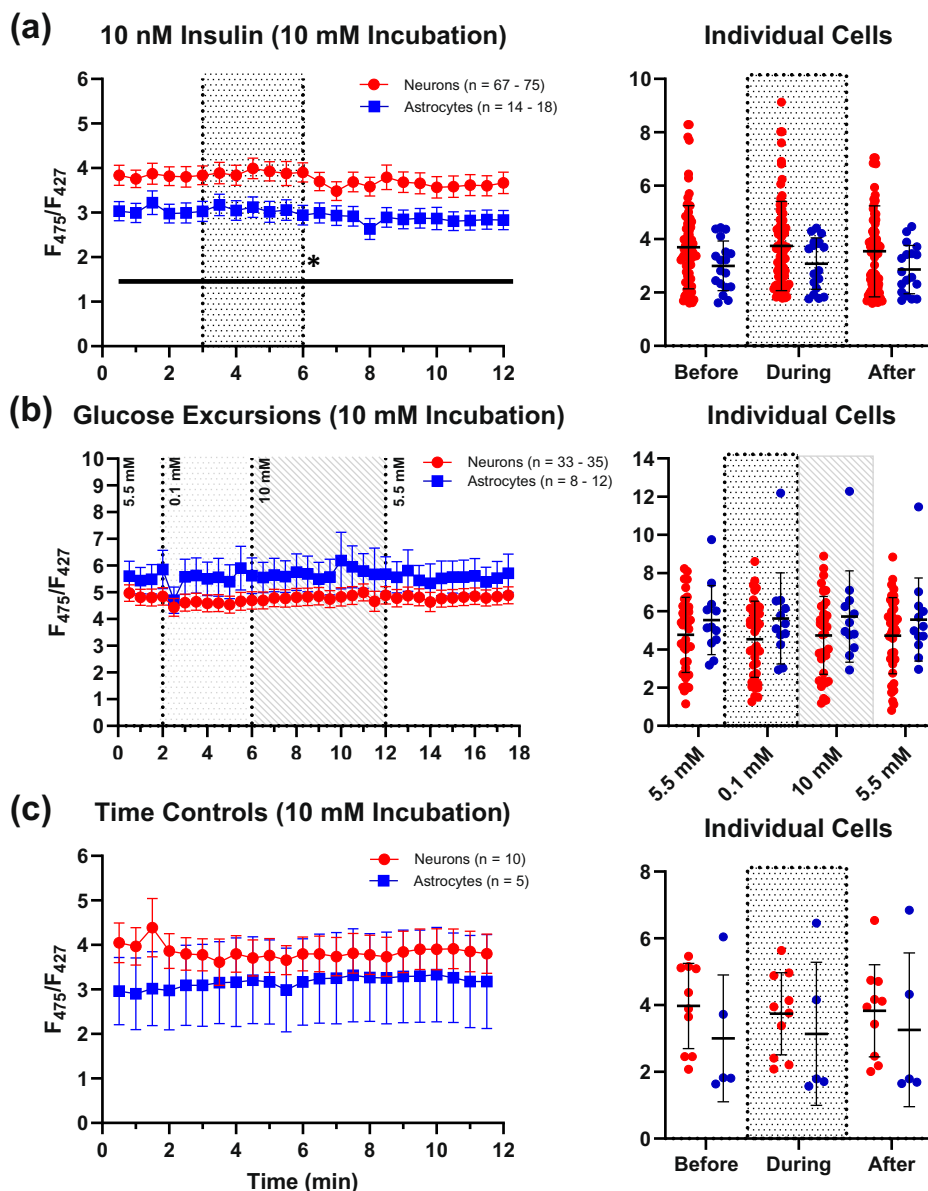 (a)
10 nM Insulin (10 mM Incubation)
Individual Cells
Neurons (n = 67 - 75)
Astrocytes (n = 14 - 18)
F475/F427
6
5
4
3
2
1
0
*
0 2 4 6 8 10 12
10
8
6
4
2
0
Before During After
(b)
Glucose Excursions (10 mM Incubation)
Individual Cells
Neurons (n = 33 - 35)
Astrocytes (n = 8 - 12)
5.5 mM
0.1 mM
10 mM
5.5 mM
F475/F427
10
9
8
7
6
5
4
3
2
1
0
0 2 4 6 8 10 12 14 16 18
14
12
10
8
6
4
2
0
5.5 mM 0.1 mM 10 mM 5.5 mM
(c)
Time Controls (10 mM Incubation)
Individual Cells
Neurons (n = 10)
Astrocytes (n = 5)
F475/F427
6
5
4
3
2
1
0
0 2 4 6 8 10 12
Time (min)
8
6
4
2
0
Before During After